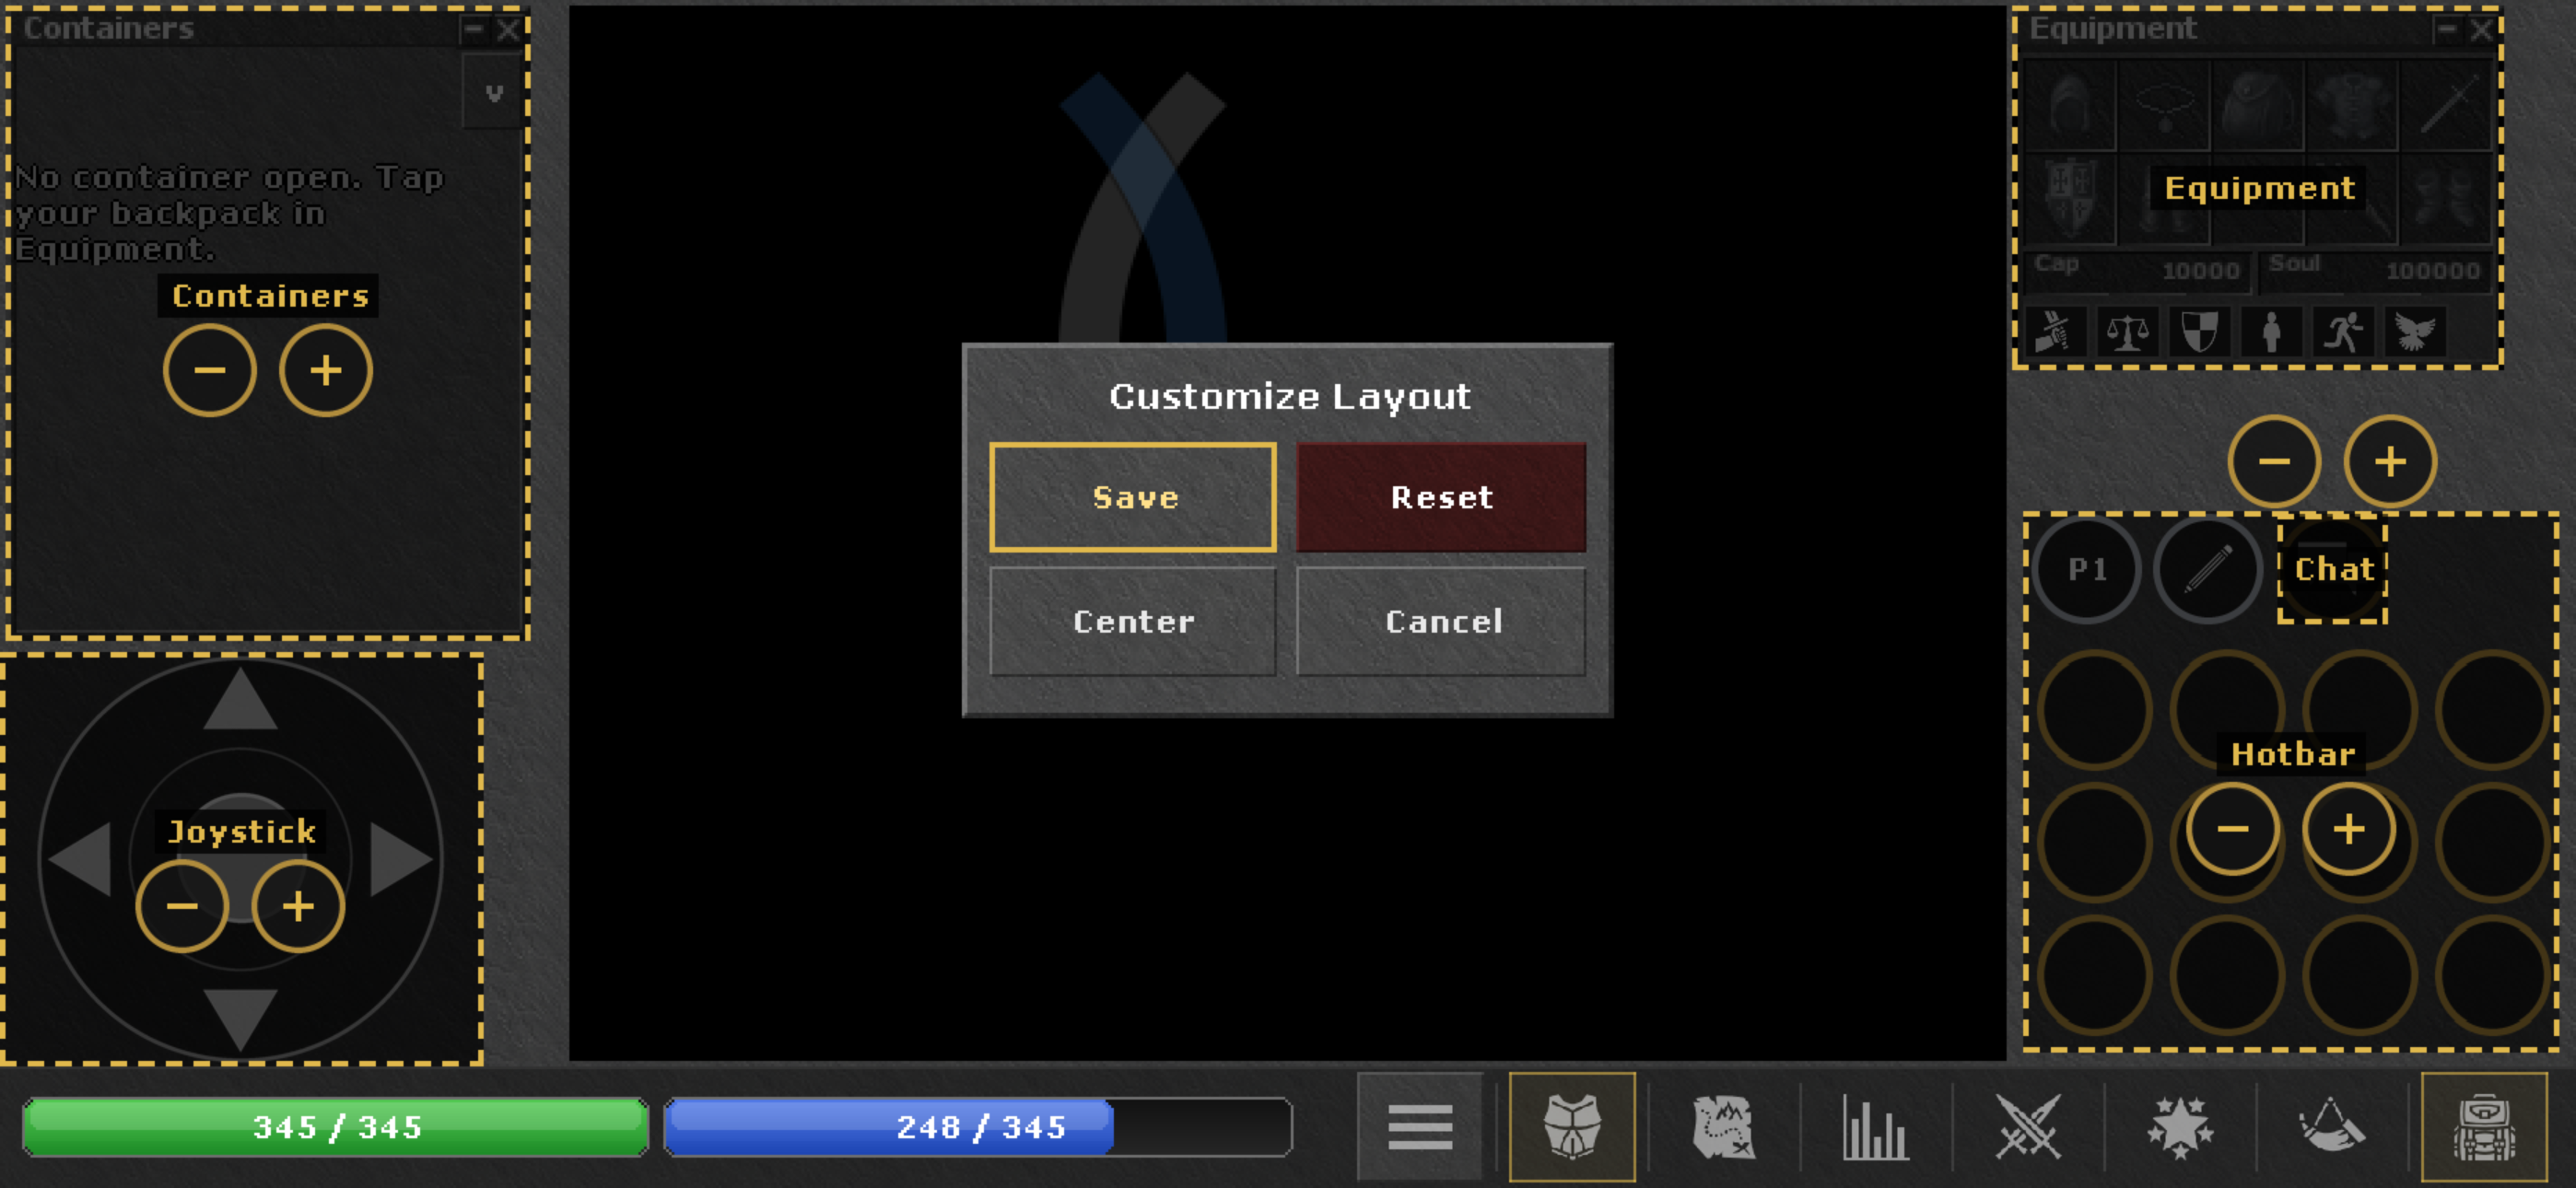 Containers
v
No container open. Tap
your backpack in
Equipment.
Containers
Joystick
Customize Layout
Save
Reset
Center
Cancel
Equipment
Equipment
Cap 10000
Soul 100000
P1
Chat
Hotbar
345 / 345
248 / 345